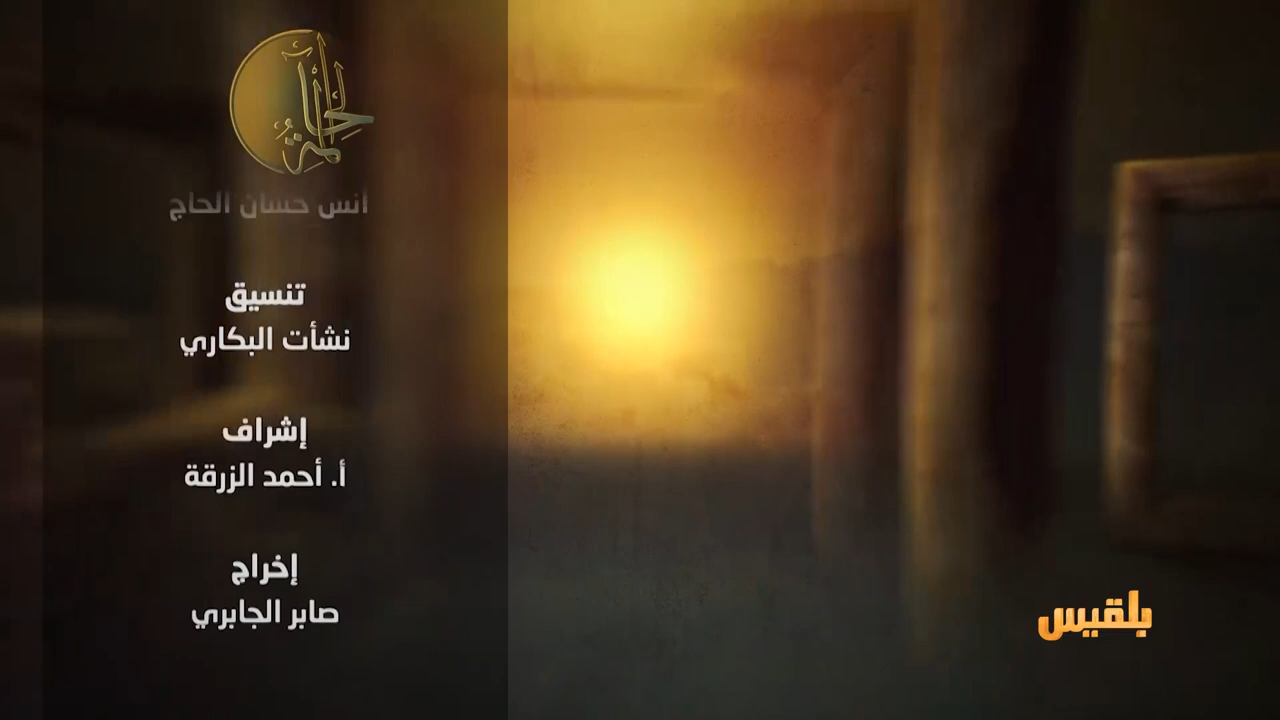 أنس حسان الحاج
تنسيق
نشأت البكاري
إشراف
أ. أحمد الزرقة
إخراج
صابر الجابري
بلقيس